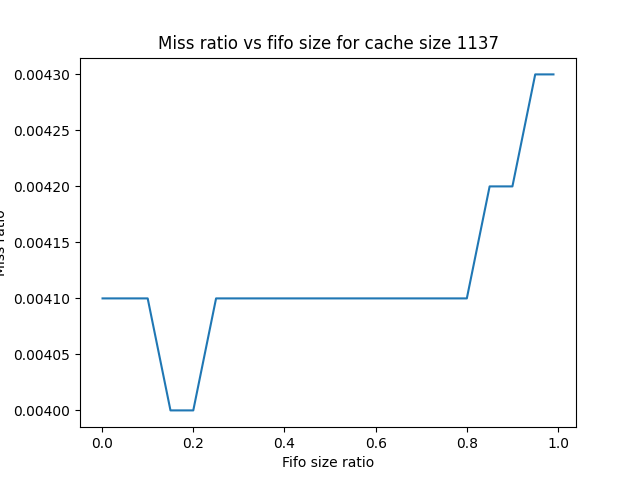 Miss ratio vs fifo size for cache size 1137
0.00430
0.00425
0.00420
0.00415
0.00410
0.00405
0.00400
Miss ratio
0.0 0.2 0.4 0.6 0.8 1.0
Fifo size ratio